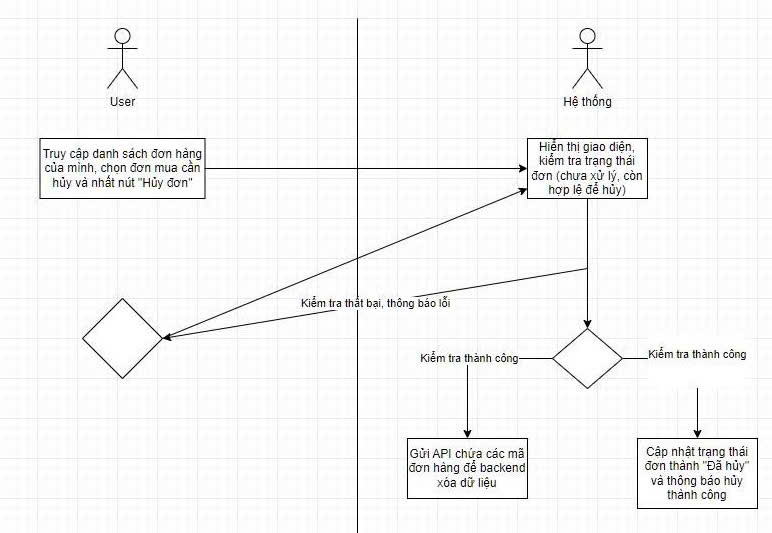 User
Hệ thống
Truy cập danh sách đơn hàng
của mình, chọn đơn mua cần
hủy và nhất nút "Hủy đơn"
Hiển thị giao diện,
kiểm tra trạng thái
đơn (chưa xử lý, còn
hợp lệ để hủy)
Kiểm tra thất bại, thông báo lỗi
Kiểm tra thành công
Kiểm tra thành công
Gửi API chứa các mã
đơn hàng để backend
xóa dữ liệu
Cập nhật trạng thái
đơn thành "Đã hủy"
và thông báo hủy
thành công